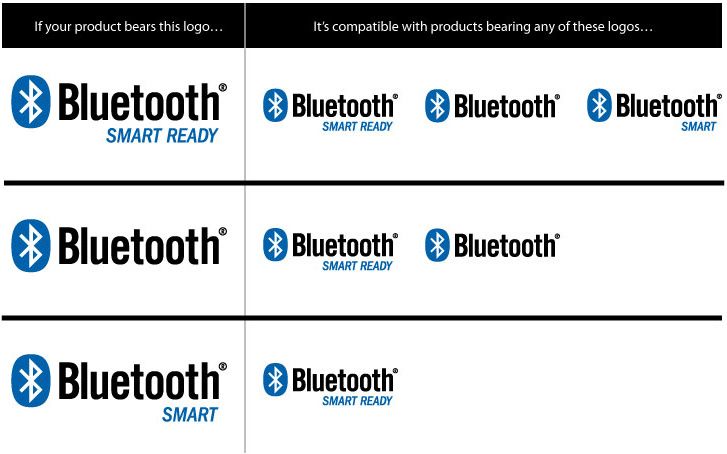 If your product bears this logo…
It’s compatible with products bearing any of these logos…
Bluetooth®
SMART READY
Bluetooth®
SMART READY
Bluetooth®
Bluetooth®
SMART
Bluetooth®
Bluetooth®
SMART READY
Bluetooth®
Bluetooth®
SMART
Bluetooth®
SMART READY